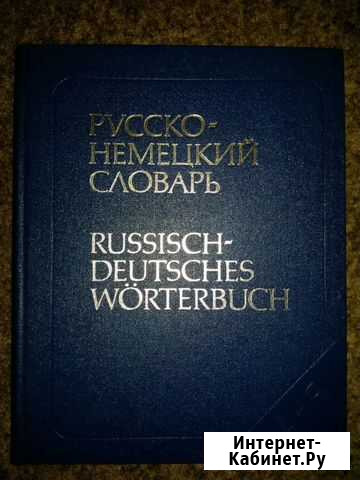 РУССКО-
НЕМЕЦКИЙ
СЛОВАРЬ
RUSSISCH-
DEUTSCHES
WÖRTERBUCH
Интернет-
Кабинет.Ру